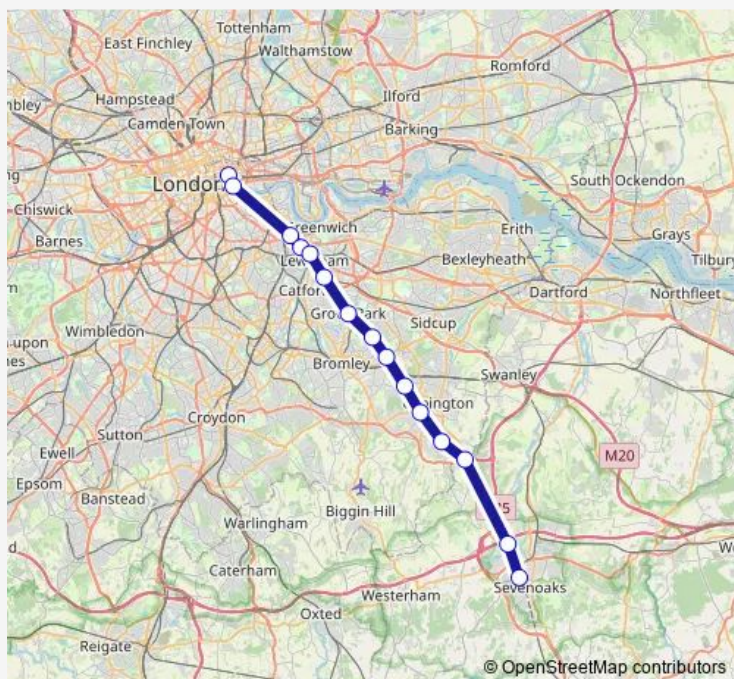 Tottenham
East Finchley
Walthamstow
Romford
Hampstead
Ilford
Camden Town
Barking
London
South Ockendon
Chiswick
Greenwich
Erith
Grays
Barnes
Bexleyheath
Tilbury
Dartford
Northfleet
Sidcup
Wimbledon
Bromley
Swanley
Croydon
Sutton
Ewell
M20
Epsom
Banstead
Biggin Hill
Warlingham
Caterham
Westerham
Sevenoaks
Oxted
Reigate
© OpenStreetMap contributors